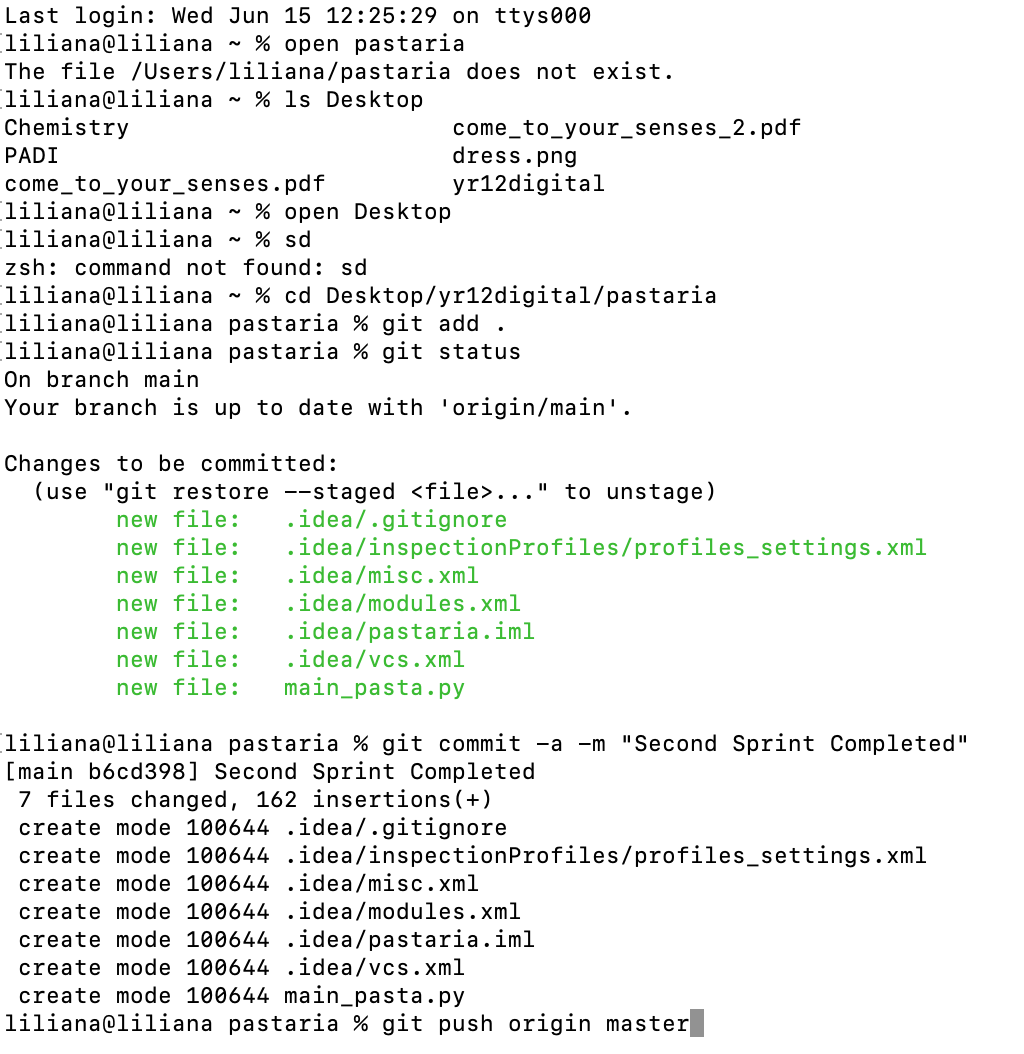 Last login: Wed Jun 15 12:25:29 on ttys000
[liliana@liliana ~ % open pastaria
The file /Users/liliana/pastaria does not exist.
[liliana@liliana ~ % ls Desktop
Chemistry come_to_your_senses_2.pdf
PADI dress.png
come_to_your_senses.pdf yr12digital
[liliana@liliana ~ % open Desktop
[liliana@liliana ~ % sd
zsh: command not found: sd
[liliana@liliana ~ % cd Desktop/yr12digital/pastaria
[liliana@liliana pastaria % git add .
[liliana@liliana pastaria % git status
On branch main
Your branch is up to date with 'origin/main'.
Changes to be committed:
(use "git restore --staged <file>..." to unstage)
new file: .idea/.gitignore
new file: .idea/inspectionProfiles/profiles_settings.xml
new file: .idea/misc.xml
new file: .idea/modules.xml
new file: .idea/pastaria.iml
new file: .idea/vcs.xml
new file: main_pasta.py
[liliana@liliana pastaria % git commit -a -m "Second Sprint Completed"
[main b6cd398] Second Sprint Completed
7 files changed, 162 insertions(+)
create mode 100644 .idea/.gitignore
create mode 100644 .idea/inspectionProfiles/profiles_settings.xml
create mode 100644 .idea/misc.xml
create mode 100644 .idea/modules.xml
create mode 100644 .idea/pastaria.iml
create mode 100644 .idea/vcs.xml
create mode 100644 main_pasta.py
liliana@liliana pastaria % git push origin master